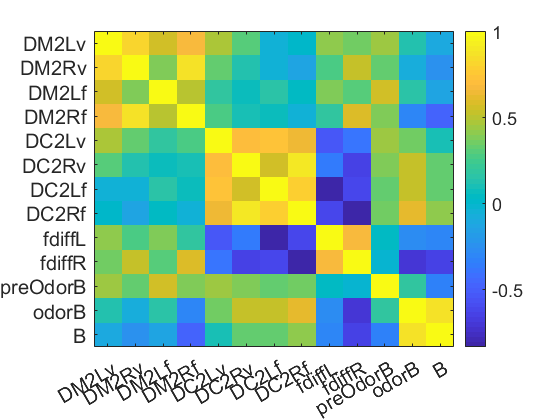 DM2Lv
DM2Rv
DM2Lf
DM2Rf
DC2Lv
DC2Rv
DC2Lf
DC2Rf
fdiffL
fdiffR
preOdorB
odorB
B
DM2Lv
DM2Rv
DM2Lf
DM2Rf
DC2Lv
DC2Rv
DC2Lf
DC2Rf
fdiffL
fdiffR
preOdorB
odorB
B
1
0.5
0
-0.5